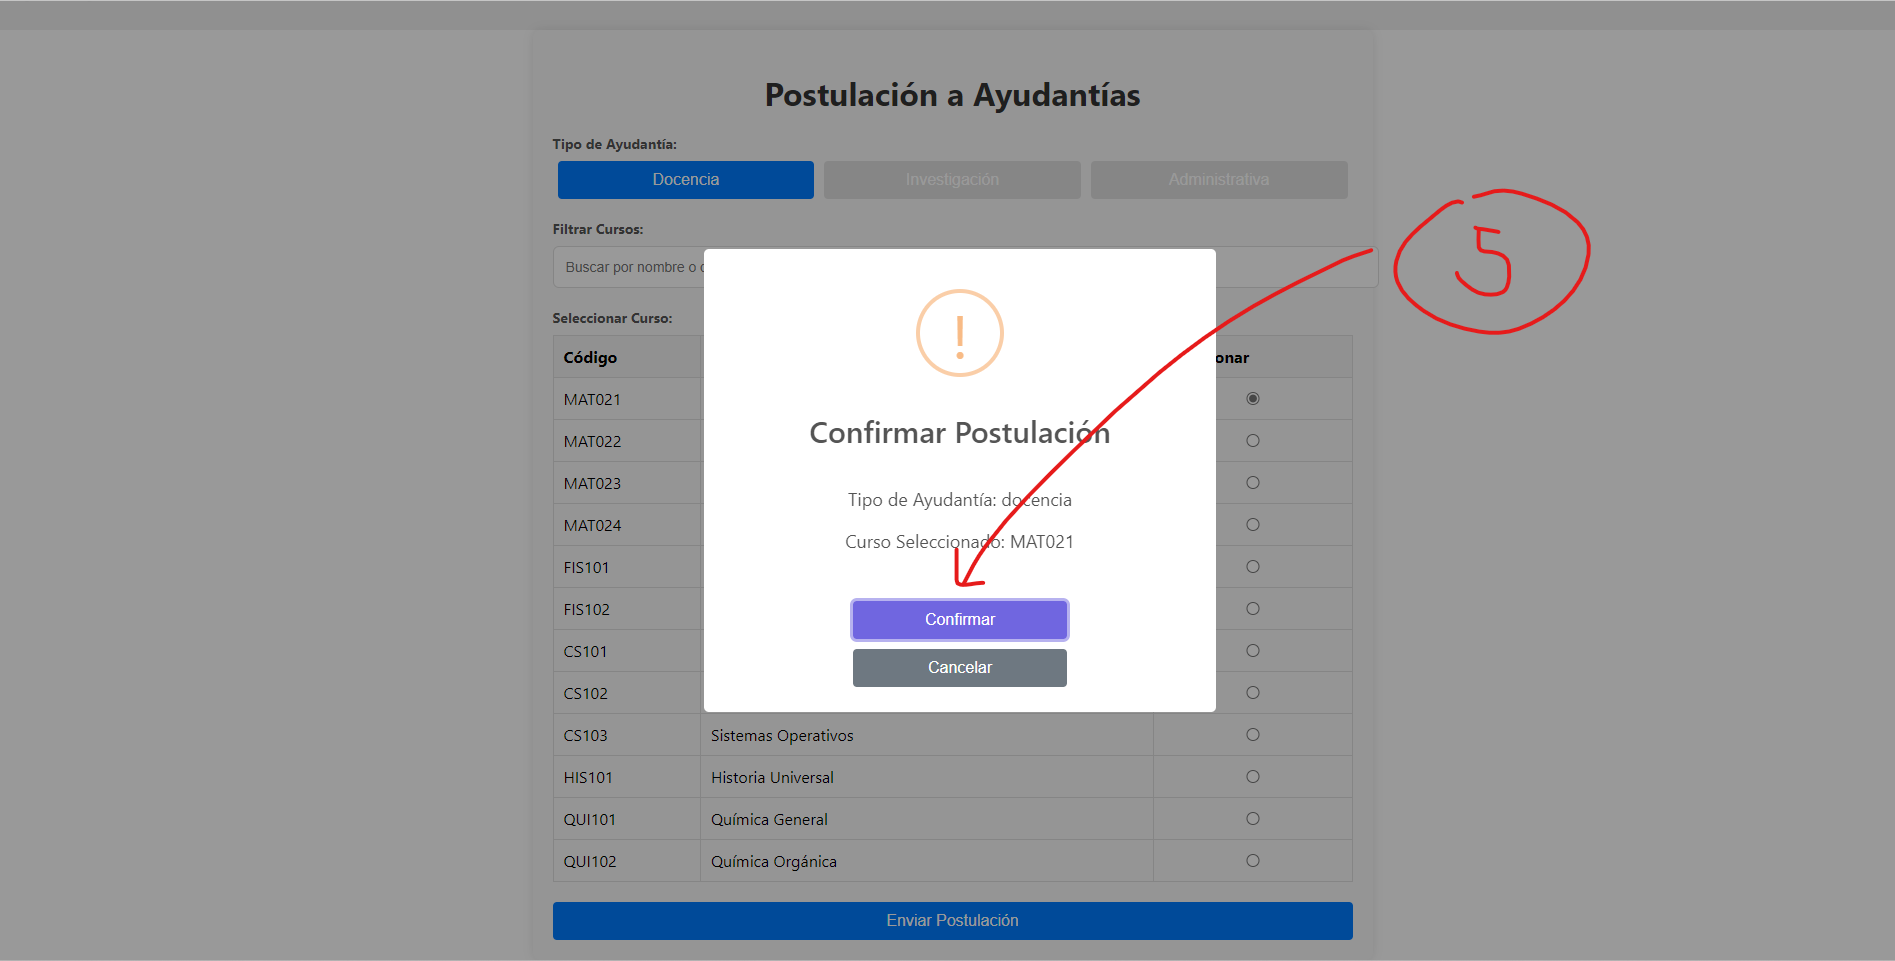 Postulación a Ayudantías
Tipo de Ayudantía:
Docencia Investigación Administrativa
Filtrar Cursos:
5
Buscar por nombre o
Seleccionar Curso:
Código
MAT021
MAT022
MAT023
MAT024
FIS101
FIS102
CS101
CS102
CS103 Sistemas Operativos
HIS101 Historia Universal
QUI101 Química General
QUI102 Química Orgánica
onar
!
Confirmar Postulación
Tipo de Ayudantía: docencia
Curso Seleccionado: MAT021
Confirmar
Cancelar
Enviar Postulación